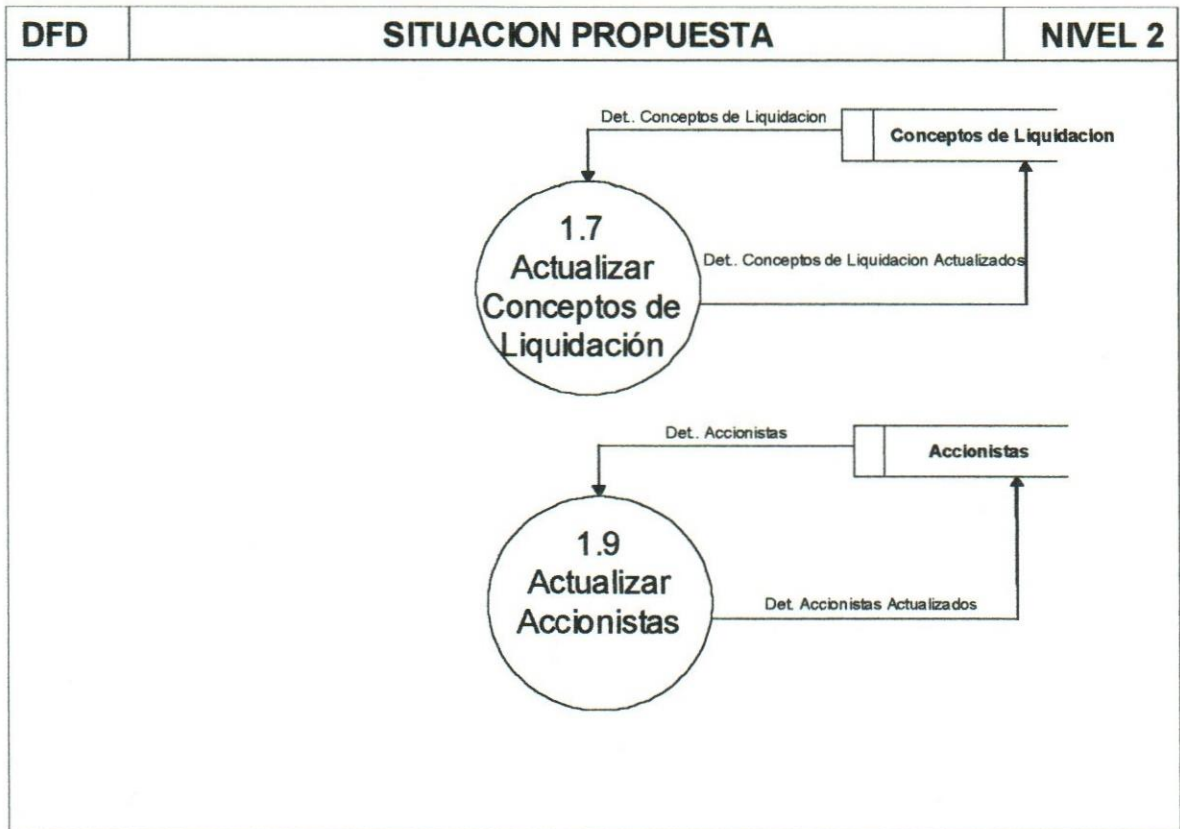 DFD
SITUACION PROPUESTA
NIVEL 2
Det.. Conceptos de Liquidacion
Conceptos de Liquidacion
1.7
Actualizar
Conceptos de
Liquidación
Det.. Conceptos de Liquidacion Actualizados
Det.. Accionistas
Accionistas
1.9
Actualizar
Accionistas
Det. Accionistas Actualizados